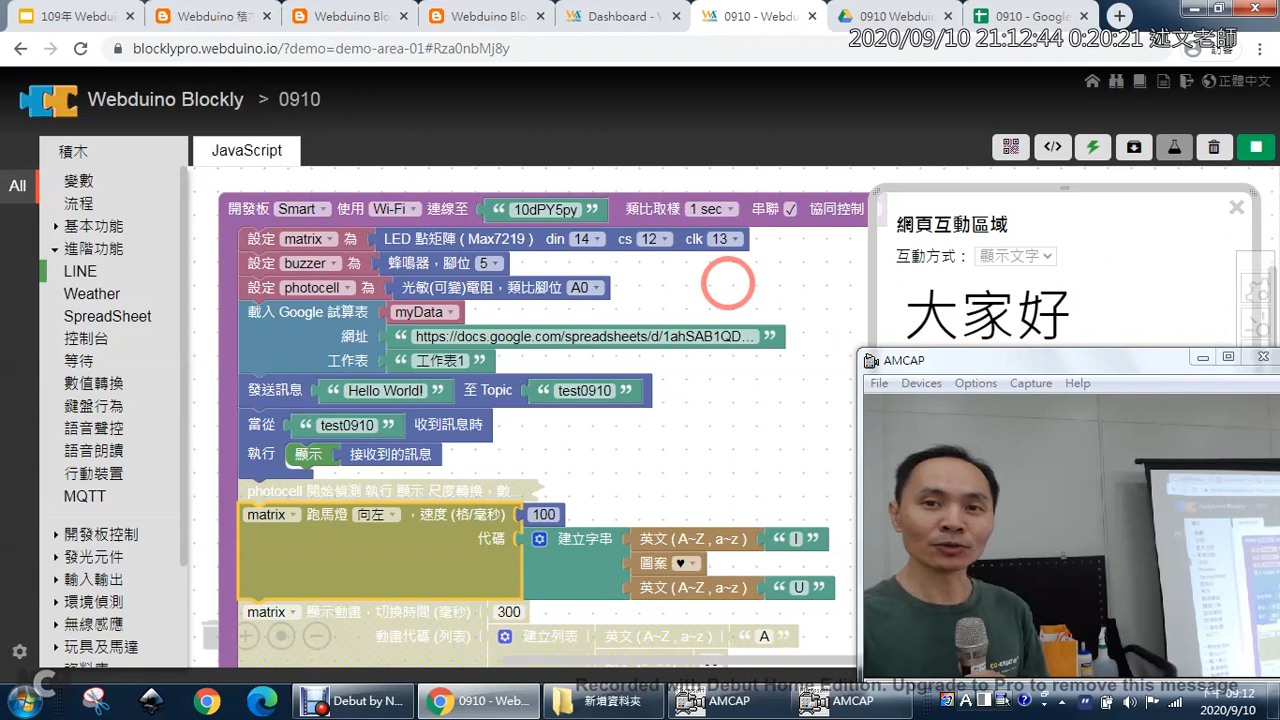 109年 Webdu
Webduino 積
Webduino Blo
Webduino Blo
Dashboard - W
0910 - Webdu
0910 Webduin
0910 - Google
blocklypro.webduino.io/?demo=demo-area-01#Rza0nbMj8y
訪客
2020/09/10 21:12:44 0:20:21 述文老師
Webduino Blockly > 0910
正體中文
All
積木
JavaScript
變數
流程
基本功能
進階功能
LINE
Weather
SpreadSheet
控制台
等待
數值轉換
鍵盤行為
語音聲控
語音朗讀
行動裝置
MQTT
開發板控制
發光元件
輸入輸出
環境偵測
無線感應
玩具及馬達
開發板 Smart 使用 Wi-Fi 連線至 “ 10dPY5py ” 類比取樣 1 sec 串聯 ✓ 協同控制
設定 matrix 為 LED 點矩陣 ( Max7219 ) din 14 cs 12 clk 13
設定 buzzer 為 蜂鳴器，腳位 5
設定 photocell 為 光敏(可變)電阻，類比腳位 A0
載入 Google 試算表 myData
網址 “ https://docs.google.com/spreadsheets/d/1ahSAB1QD... ”
工作表 “ 工作表1 ”
發送訊息 “ Hello World! ” 至 Topic “ test0910 ”
當從 “ test0910 ” 收到訊息時
執行 顯示 接收到的訊息
photocell 開始偵測 執行 顯示 尺度轉換，數...
matrix 跑馬燈 向左 ，速度 (格/毫秒) 100
代碼 建立字串 英文 ( A~Z , a~z ) “ I ”
圖案 ♥
英文 ( A~Z , a~z ) “ U ”
matrix 顯示動畫，切換時間 (毫秒) 300
動畫代碼 (列表) 建立列表 英文 ( A~Z , a~z ) “ A ”
網頁互動區域
互動方式： 顯示文字
大家好
AMCAP
File Devices Options Capture Help
Recorded with Debut Home Edition. Upgrade to Pro to remove this message
Debut by N...
0910 - Web...
新增資料夾
AMCAP
AMCAP
下午 09:12
2020/9/10